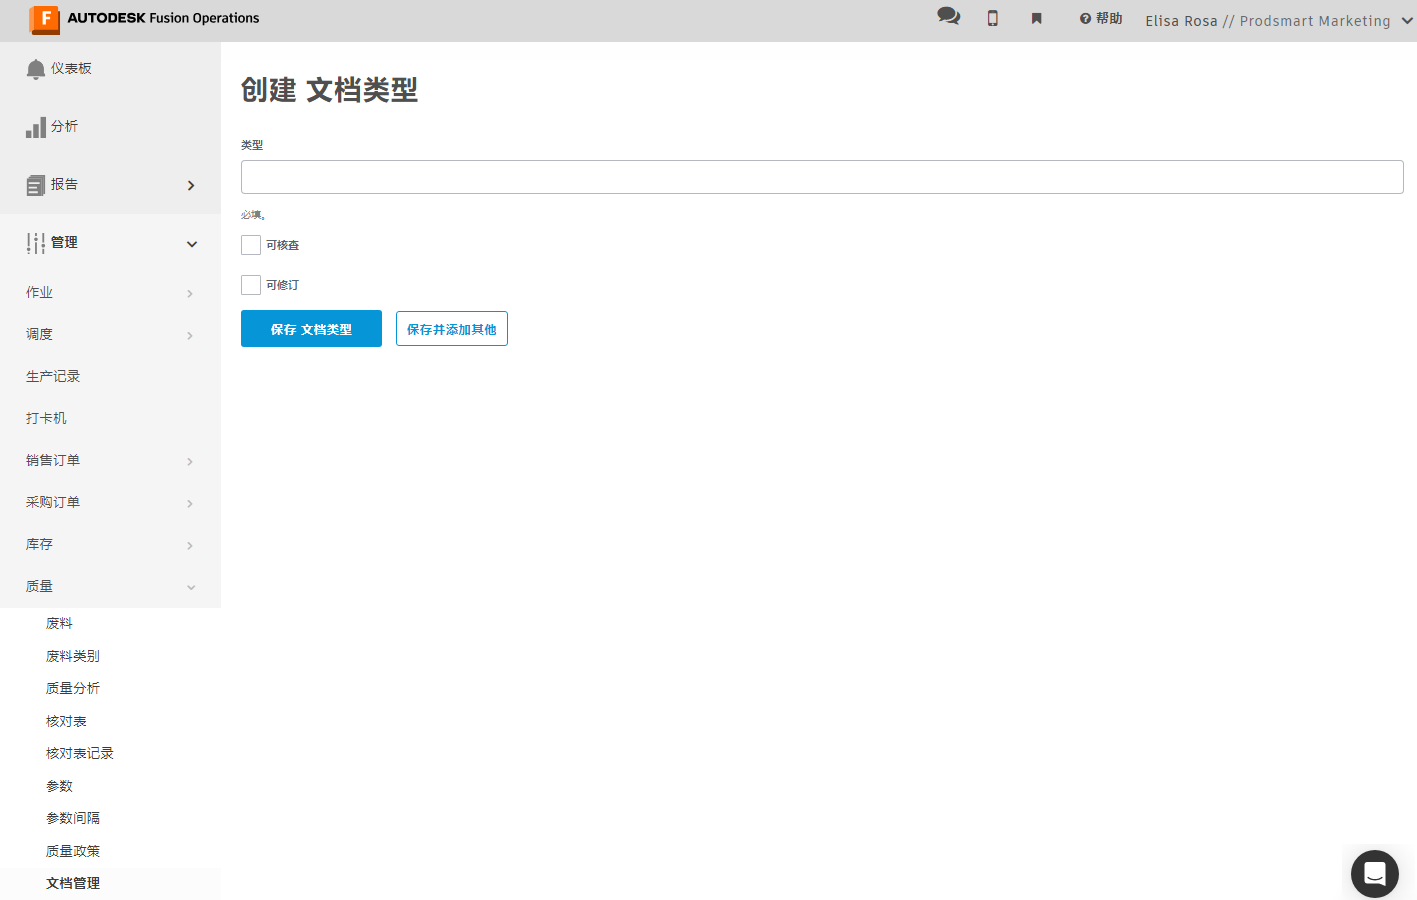 AUTODESK Fusion Operations
帮助
Elisa Rosa // Prodsmart Marketing
仪表板
分析
报告
管理
作业
调度
生产记录
打卡机
销售订单
采购订单
库存
质量
废料
废料类别
质量分析
核对表
核对表记录
参数
参数间隔
质量政策
文档管理
创建 文档类型
类型
必填。
可核查
可修订
保存 文档类型
保存并添加其他